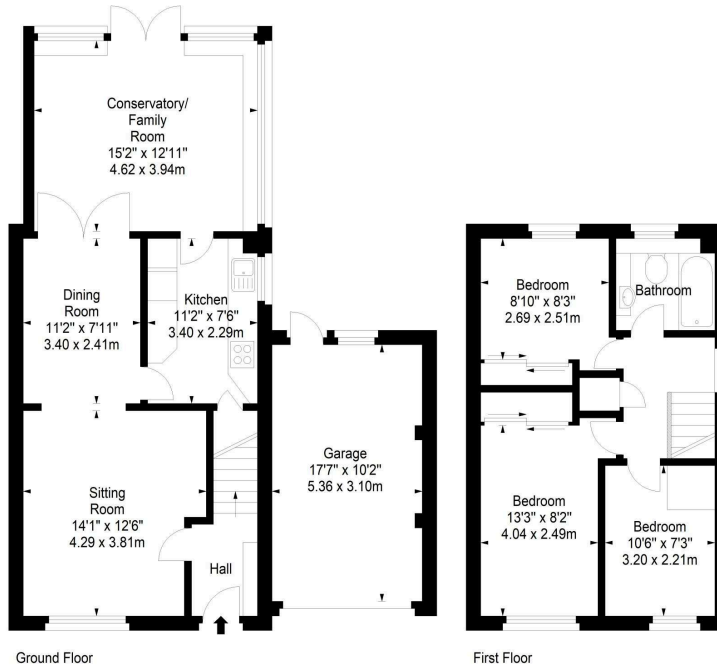 Conservatory/
Family
Room
15'2" x 12'11"
4.62 x 3.94m
Dining
Room
11'2" x 7'11"
3.40 x 2.41m
Kitchen
11'2" x 7'6"
3.40 x 2.29m
Sitting
Room
14'1" x 12'6"
4.29 x 3.81m
Hall
Garage
17'7" x 10'2"
5.36 x 3.10m
Ground Floor
Bedroom
8'10" x 8'3"
2.69 x 2.51m
Bathroom
Bedroom
13'3" x 8'2"
4.04 x 2.49m
Bedroom
10'6" x 7'3"
3.20 x 2.21m
First Floor